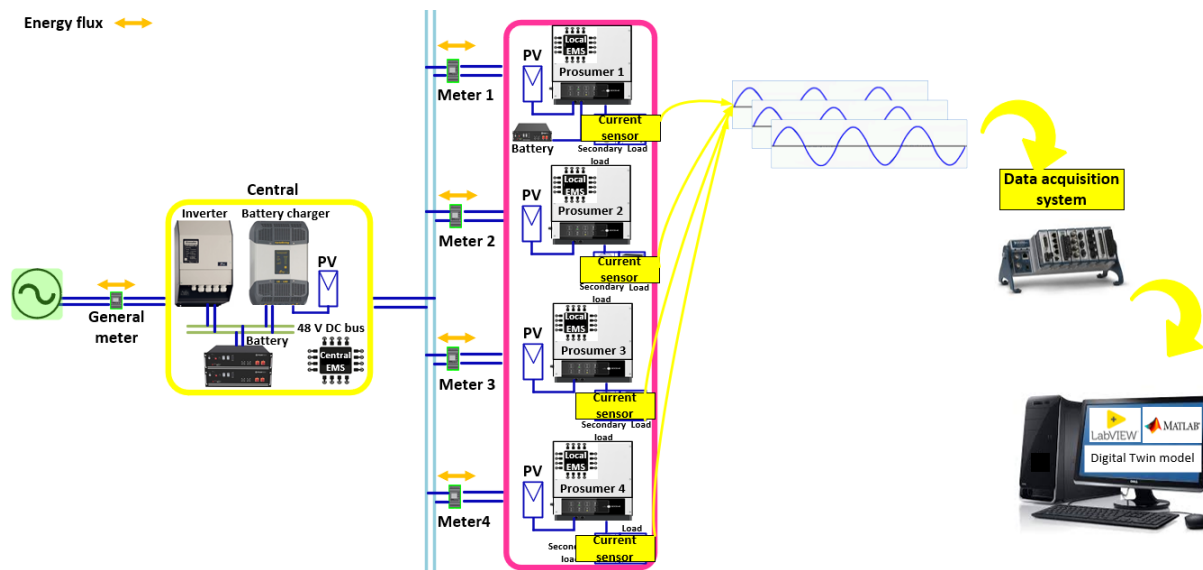 Energy flux
PV
Local
EMS
Prosumer 1
Meter 1
Current
sensor
Battery
Secondary Load
load
PV
Local
EMS
Prosumer 2
Meter 2
Current
sensor
Secondary Load
load
Central
Inverter Battery charger
PV
General
meter
48 V DC bus
Battery
Central
EMS
PV
Local
EMS
Prosumer 3
Meter 3
Current
sensor
Secondary Load
load
PV
Local
EMS
Prosumer 4
Meter4
Load
Current
sensor
load
Data acquisition
system
LabVIEW
MATLAB
Digital Twin model